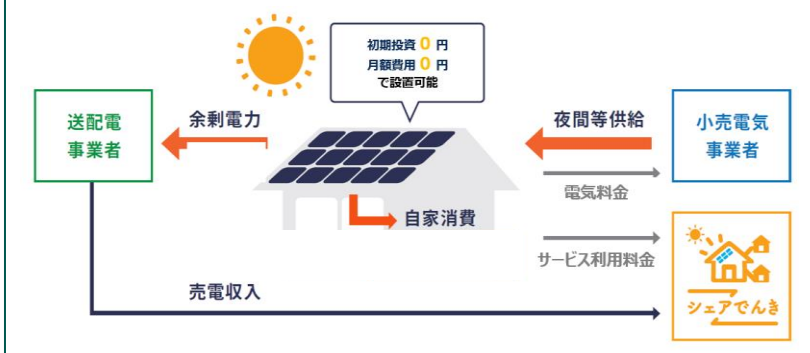 初期投資 0 円
月額費用 0 円
で設置可能
送配電
事業者
余剰電力
夜間等供給
小売電気
事業者
電気料金
自家消費
サービス利用料金
売電収入
シェアでんき